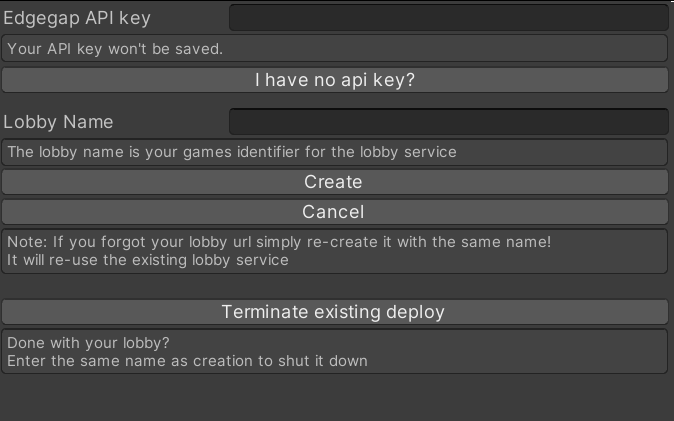 Edgegap API key
Your API key won't be saved.
I have no api key?
Lobby Name
The lobby name is your games identifier for the lobby service
Create
Cancel
Note: If you forgot your lobby url simply re-create it with the same name!
It will re-use the existing lobby service
Terminate existing deploy
Done with your lobby?
Enter the same name as creation to shut it down